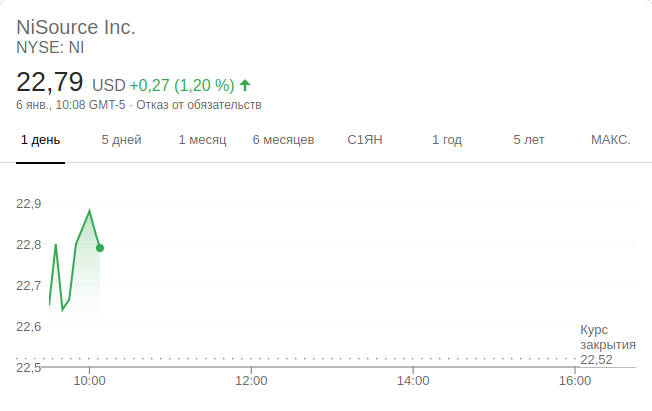 NiSource Inc.
NYSE: NI
22,79 USD +0,27 (1,20 %)
6 янв., 10:08 GMT-5 · Отказ от обязательств
1 день 5 дней 1 месяц 6 месяцев С1ЯН 1 год 5 лет МАКС.
22,9
22,8
22,7
22,6
Курс
закрытия
22,52
22,5
10:00 12:00 14:00 16:00